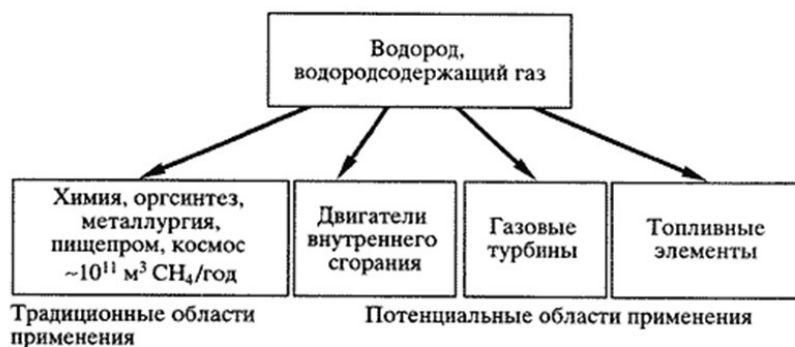 Водород,
водородсодержащий газ
Химия, оргсинтез,
металлургия,
пищепром, космос
~10¹¹ м³ CH₄/год
Двигатели
внутреннего
сгорания
Газовые
турбины
Топливные
элементы
Традиционные области
применения
Потенциальные области применения